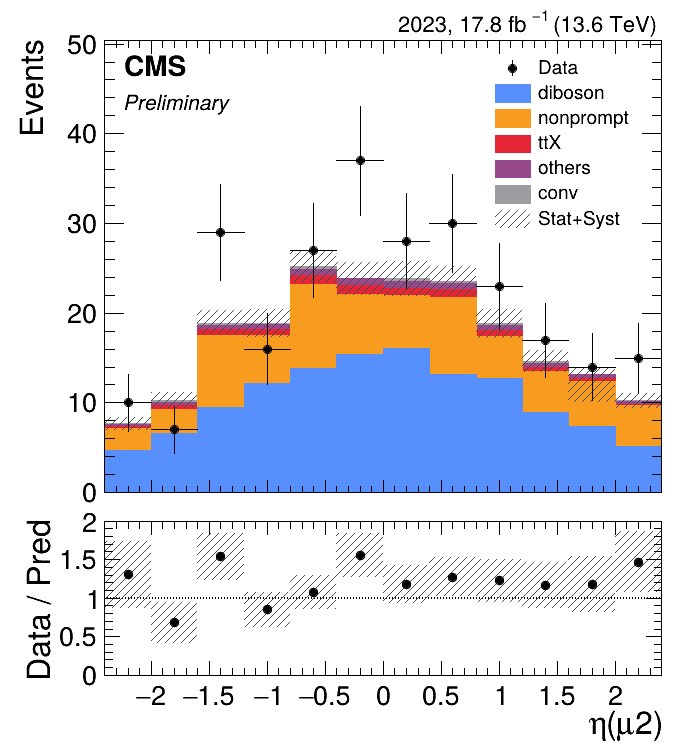 2023, 17.8 fb⁻¹ (13.6 TeV)
CMS
Preliminary
Data
diboson
nonprompt
ttX
others
conv
Stat+Syst
Events
50
40
30
20
10
0
Data / Pred
2
1.5
1
0.5
0
−2 −1.5 −1 −0.5 0 0.5 1 1.5 2
η(μ2)